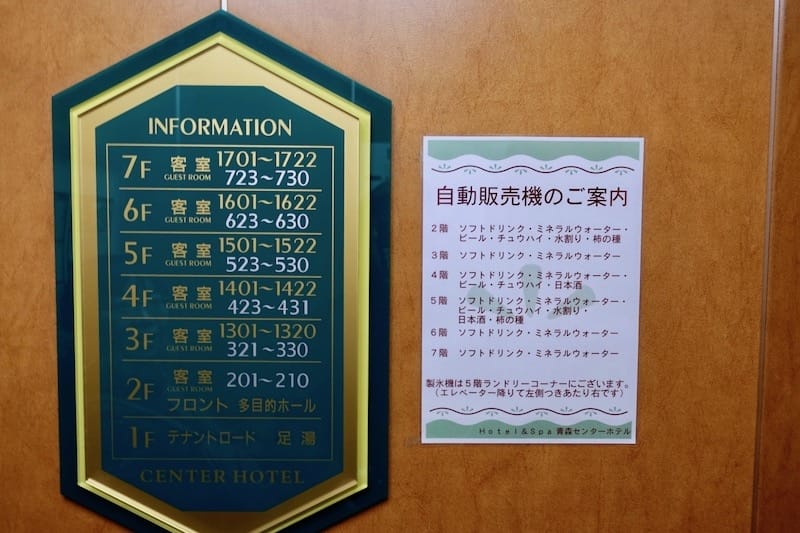 INFORMATION
7F 客室 1701～1722
GUEST ROOM 723～730
6F 客室 1601～1622
GUEST ROOM 623～630
5F 客室 1501～1522
GUEST ROOM 523～530
4F 客室 1401～1422
GUEST ROOM 423～431
3F 客室 1301～1320
GUEST ROOM 321～330
2F 客室 201～210
GUEST ROOM
フロント 多目的ホール
1F テナントロード 足湯
CENTER HOTEL
自動販売機のご案内
2階 ソフトドリンク・ミネラルウォーター・
ビール・チュウハイ・水割り・柿の種
3階 ソフトドリンク・ミネラルウォーター
4階 ソフトドリンク・ミネラルウォーター・
ビール・チュウハイ・日本酒
5階 ソフトドリンク・ミネラルウォーター・
ビール・チュウハイ・水割り・
日本酒・柿の種
6階 ソフトドリンク・ミネラルウォーター
7階 ソフトドリンク・ミネラルウォーター
製氷機は5階ランドリーコーナーにございます。
（エレベーター降りて左側つきあたり右です）
Hotel&Spa青森センターホテル